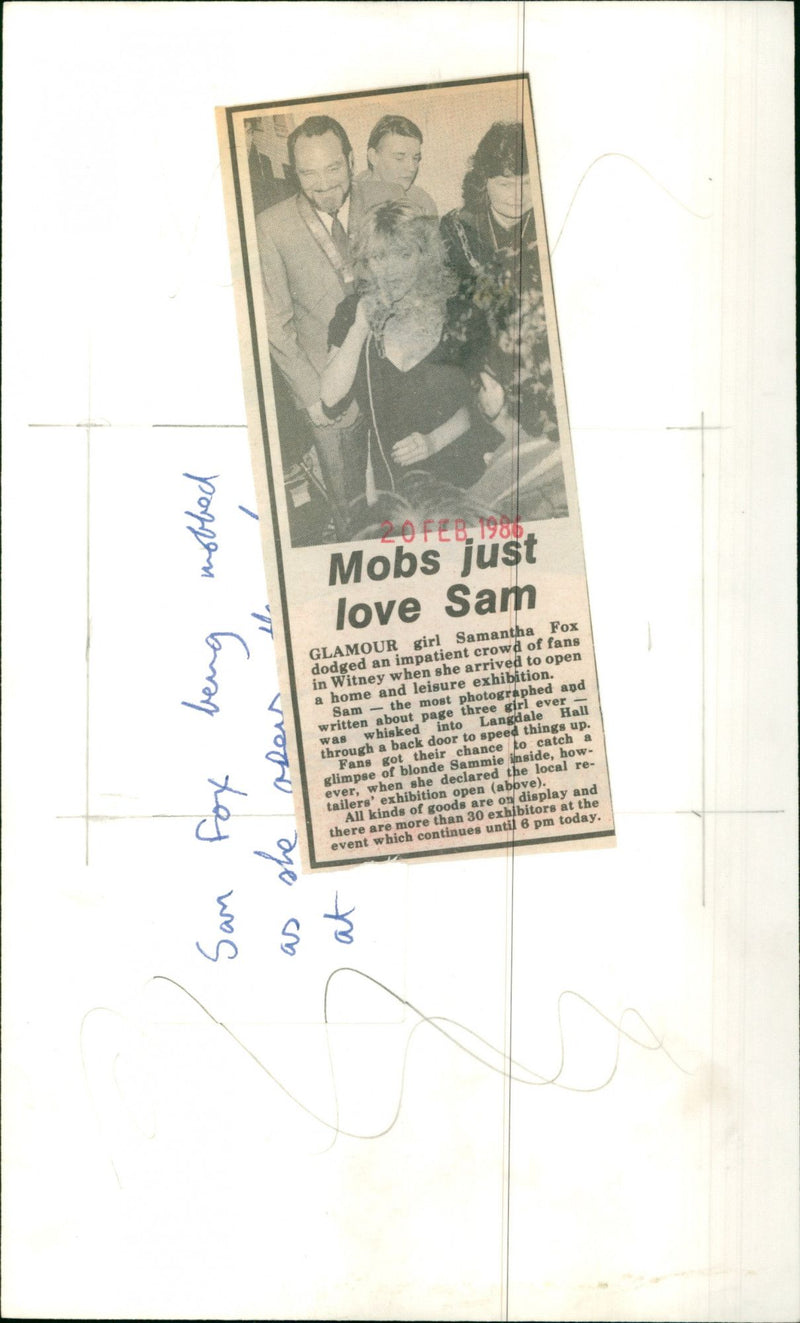 20 FEB 1986
Mobs just
love Sam
GLAMOUR girl Samantha Fox
dodged an impatient crowd of fans
in Witney when she arrived to open
a home and leisure exhibition.
Sam — the most photographed and
written about page three girl ever —
was whisked into Langdale Hall
through a back door to speed things up.
Fans got their chance to catch a
glimpse of blonde Sammie inside, how-
ever, when she declared the local re-
tailers' exhibition open (above).
All kinds of goods are on display and
there are more than 30 exhibitors at the
event which continues until 6 pm today.
Sam Fox being mobbed
as she opens
at